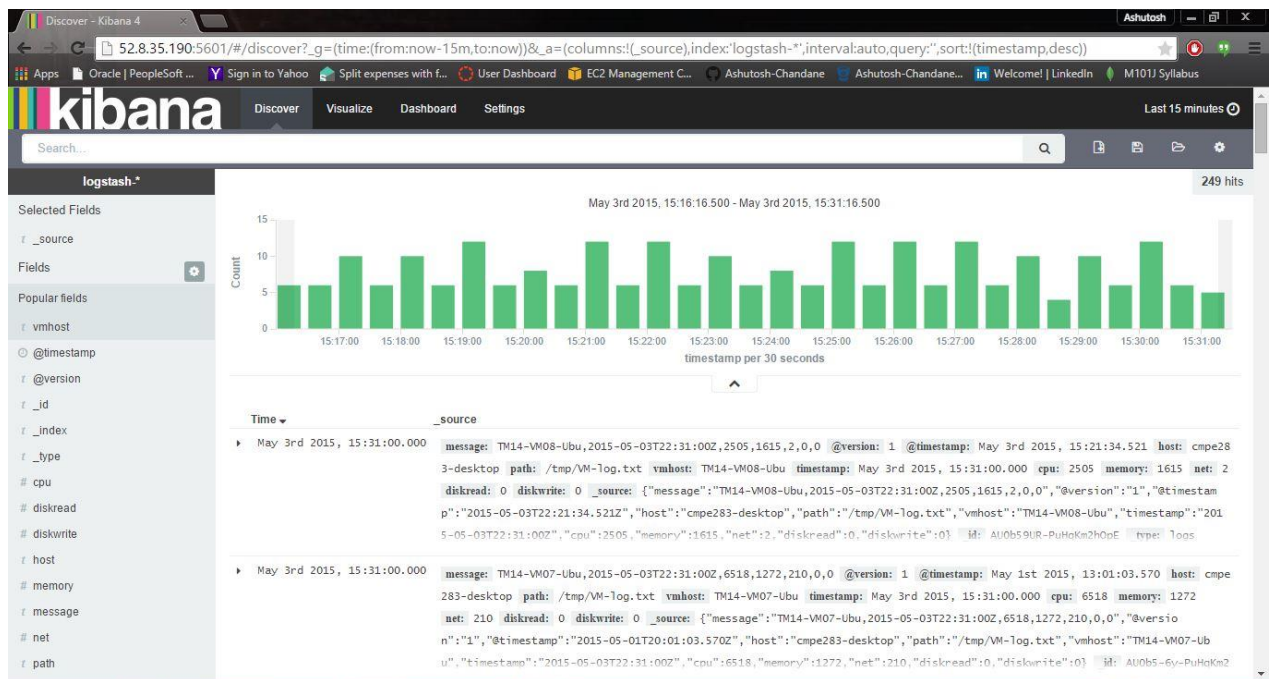 Discover - Kibana 4
Ashutosh
52.8.35.190:5601/#/discover?_g=(time:(from:now-15m,to:now))&_a=(columns:!(_source),index:'logstash-*',interval:auto,query:'',sort:!(timestamp,desc))
Apps Oracle | PeopleSoft ... Sign in to Yahoo Split expenses with f... User Dashboard EC2 Management C... Ashutosh-Chandane Ashutosh-Chandane... Welcome! | LinkedIn M101J Syllabus
kibana Discover Visualize Dashboard Settings Last 15 minutes
Search...
logstash-*
249 hits
Selected Fields
t _source
Fields
Popular fields
t vmhost
@timestamp
t @version
t _id
t _index
t _type
# cpu
# diskread
# diskwrite
t host
# memory
t message
# net
t path
May 3rd 2015, 15:16:16.500 - May 3rd 2015, 15:31:16.500
Count
15
10
5
0
15:17:00 15:18:00 15:19:00 15:20:00 15:21:00 15:22:00 15:23:00 15:24:00 15:25:00 15:26:00 15:27:00 15:28:00 15:29:00 15:30:00 15:31:00
timestamp per 30 seconds
Time _source
May 3rd 2015, 15:31:00.000 message: TM14-VM08-Ubu,2015-05-03T22:31:00Z,2505,1615,2,0,0 @version: 1 @timestamp: May 3rd 2015, 15:21:34.521 host: cmpe28
3-desktop path: /tmp/VM-log.txt vmhost: TM14-VM08-Ubu timestamp: May 3rd 2015, 15:31:00.000 cpu: 2505 memory: 1615 net: 2
diskread: 0 diskwrite: 0 _source: {"message":"TM14-VM08-Ubu,2015-05-03T22:31:00Z,2505,1615,2,0,0","@version":"1","@timestam
p":"2015-05-03T22:21:34.521Z","host":"cmpe283-desktop","path":"/tmp/VM-log.txt","vmhost":"TM14-VM08-Ubu","timestamp":"201
5-05-03T22:31:00Z","cpu":2505,"memory":1615,"net":2,"diskread":0,"diskwrite":0} _id: AU0b59UR-PuHqKm2hOpE _type: logs
May 3rd 2015, 15:31:00.000 message: TM14-VM07-Ubu,2015-05-03T22:31:00Z,6518,1272,210,0,0 @version: 1 @timestamp: May 1st 2015, 13:01:03.570 host: cmpe
283-desktop path: /tmp/VM-log.txt vmhost: TM14-VM07-Ubu timestamp: May 3rd 2015, 15:31:00.000 cpu: 6518 memory: 1272
net: 210 diskread: 0 diskwrite: 0 _source: {"message":"TM14-VM07-Ubu,2015-05-03T22:31:00Z,6518,1272,210,0,0","@versio
n":"1","@timestamp":"2015-05-01T20:01:03.570Z","host":"cmpe283-desktop","path":"/tmp/VM-log.txt","vmhost":"TM14-VM07-Ub
u","timestamp":"2015-05-03T22:31:00Z","cpu":6518,"memory":1272,"net":210,"diskread":0,"diskwrite":0} _id: AU0b5-6y-PuHqKm2